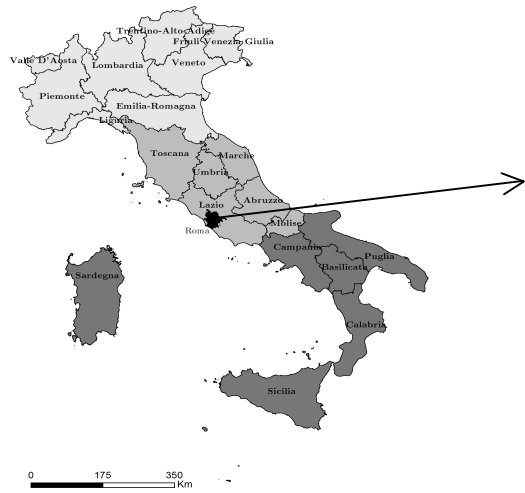 Trentino-Alto Adige
Friuli Venezia Giulia
Valle D'Aosta
Lombardia
Veneto
Piemonte
Emilia-Romagna
Liguria
Toscana
Marche
Umbria
Lazio
Abruzzo
Molise
Roma
Campania
Puglia
Basilicata
Sardegna
Calabria
Sicilia
0 175 350
Km